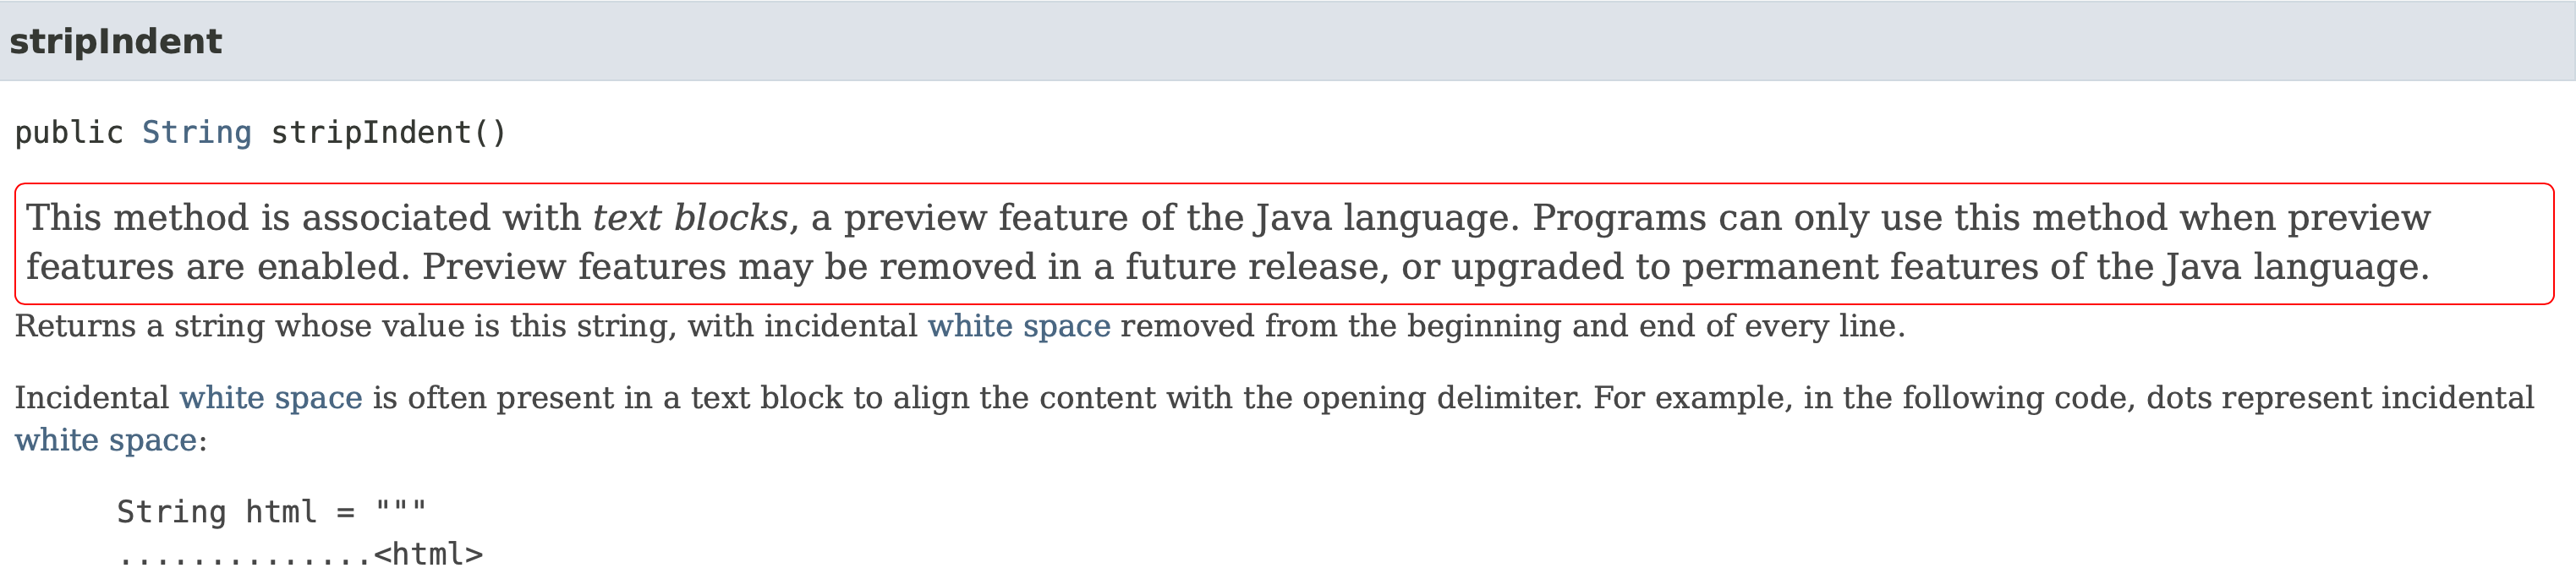 stripIndent
public String stripIndent()
This method is associated with text blocks, a preview feature of the Java language. Programs can only use this method when preview
features are enabled. Preview features may be removed in a future release, or upgraded to permanent features of the Java language.
Returns a string whose value is this string, with incidental white space removed from the beginning and end of every line.
Incidental white space is often present in a text block to align the content with the opening delimiter. For example, in the following code, dots represent incidental
white space:
String html = """
..............<html>